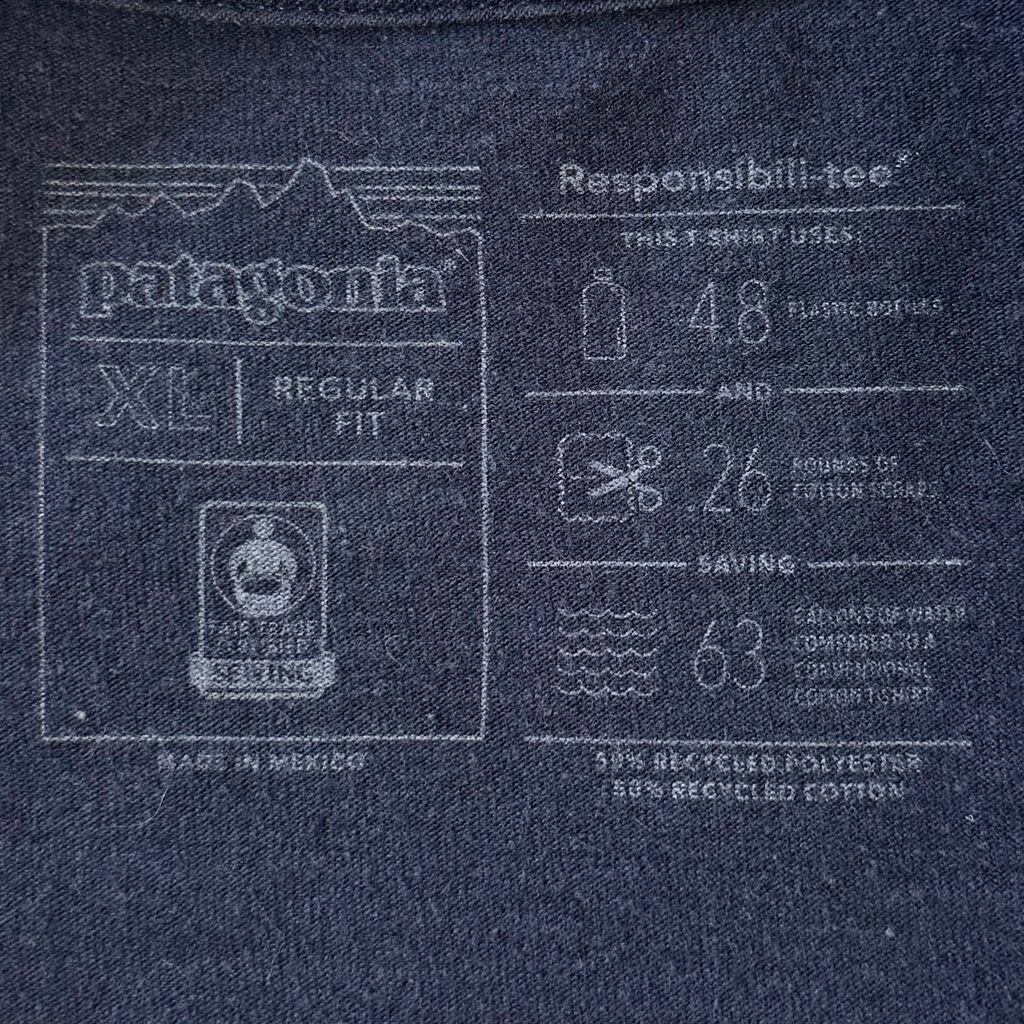 patagonia®
XL
REGULAR
FIT
FAIR TRADE
CERTIFIED
SEWING
MADE IN MEXICO
Responsibili-tee®
THIS T-SHIRT USES:
4.8
PLASTIC BOTTLES
AND
.26
POUNDS OF
COTTON SCRAPS
SAVING
63
GALLONS OF WATER
COMPARED TO A
CONVENTIONAL
COTTON T-SHIRT
50% RECYCLED POLYESTER
50% RECYCLED COTTON